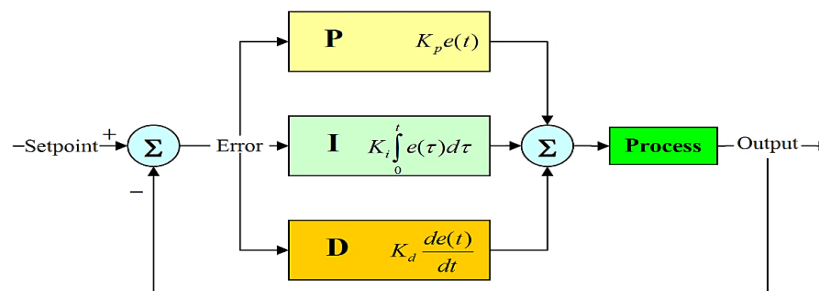 P K_p e(t)
Setpoint + Σ Error I K_i ∫_0^t e(τ)dτ Σ Process Output
−
D K_d de(t)/dt